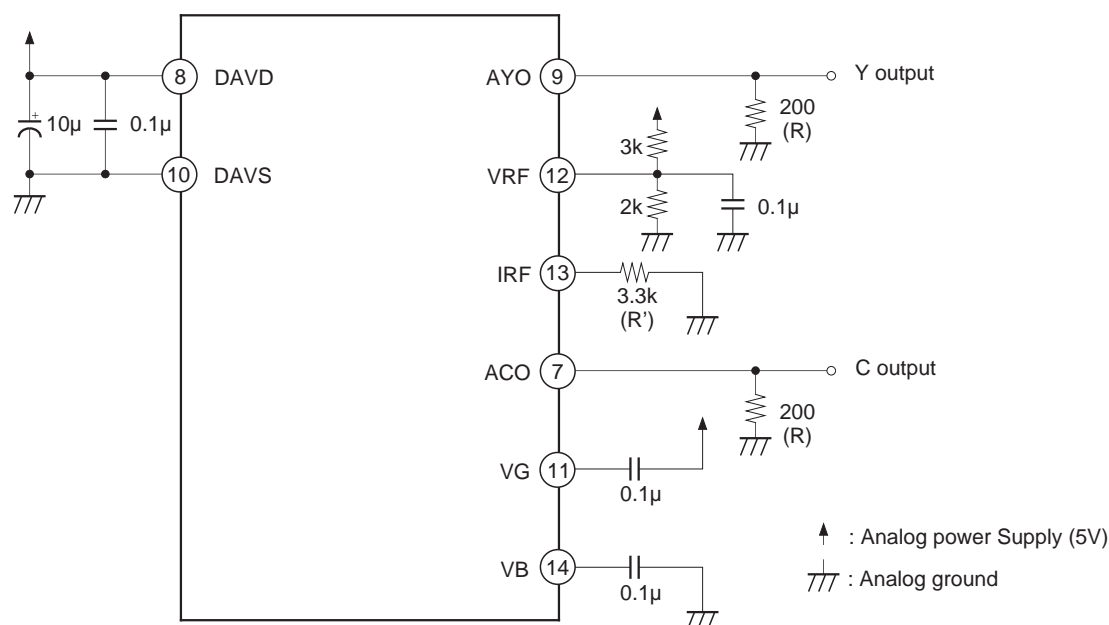 8 DAVD
10µ
+
0.1µ
10 DAVS
AYO 9
Y output
200
(R)
3k
VRF 12
2k
0.1µ
IRF 13
3.3k
(R’)
ACO 7
C output
200
(R)
VG 11
0.1µ
VB 14
0.1µ
: Analog power Supply (5V)
: Analog ground